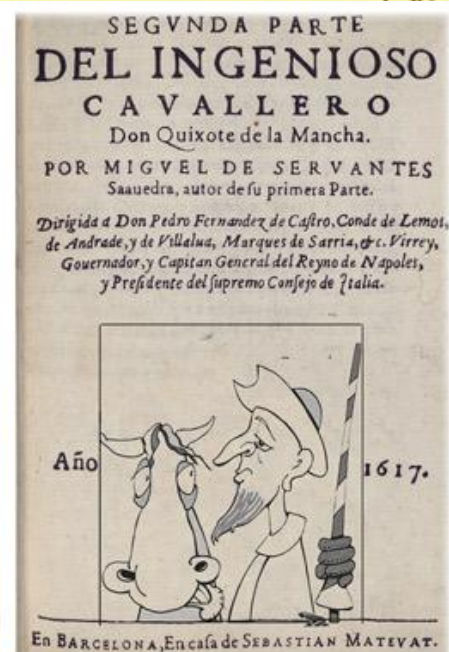 SEGVNDA PARTE
DEL INGENIOSO
CAVALLERO
Don Quixote de la Mancha.
POR MIGVEL DE SERVANTES
Saauedra, autor de ſu primera Parte.
Dirigida a Don Pedro Fernandez de Caſtro, Conde de Lemos,
de Andrade, y de Villalua, Marques de Sarria, &c. Virrey,
Gouernador, y Capitan General del Reyno de Napoles,
y Preſidente del ſupremo Conſejo de Italia.
Año 1617.
En BARCELONA, En caſa de SEBASTIAN MATEVAT.